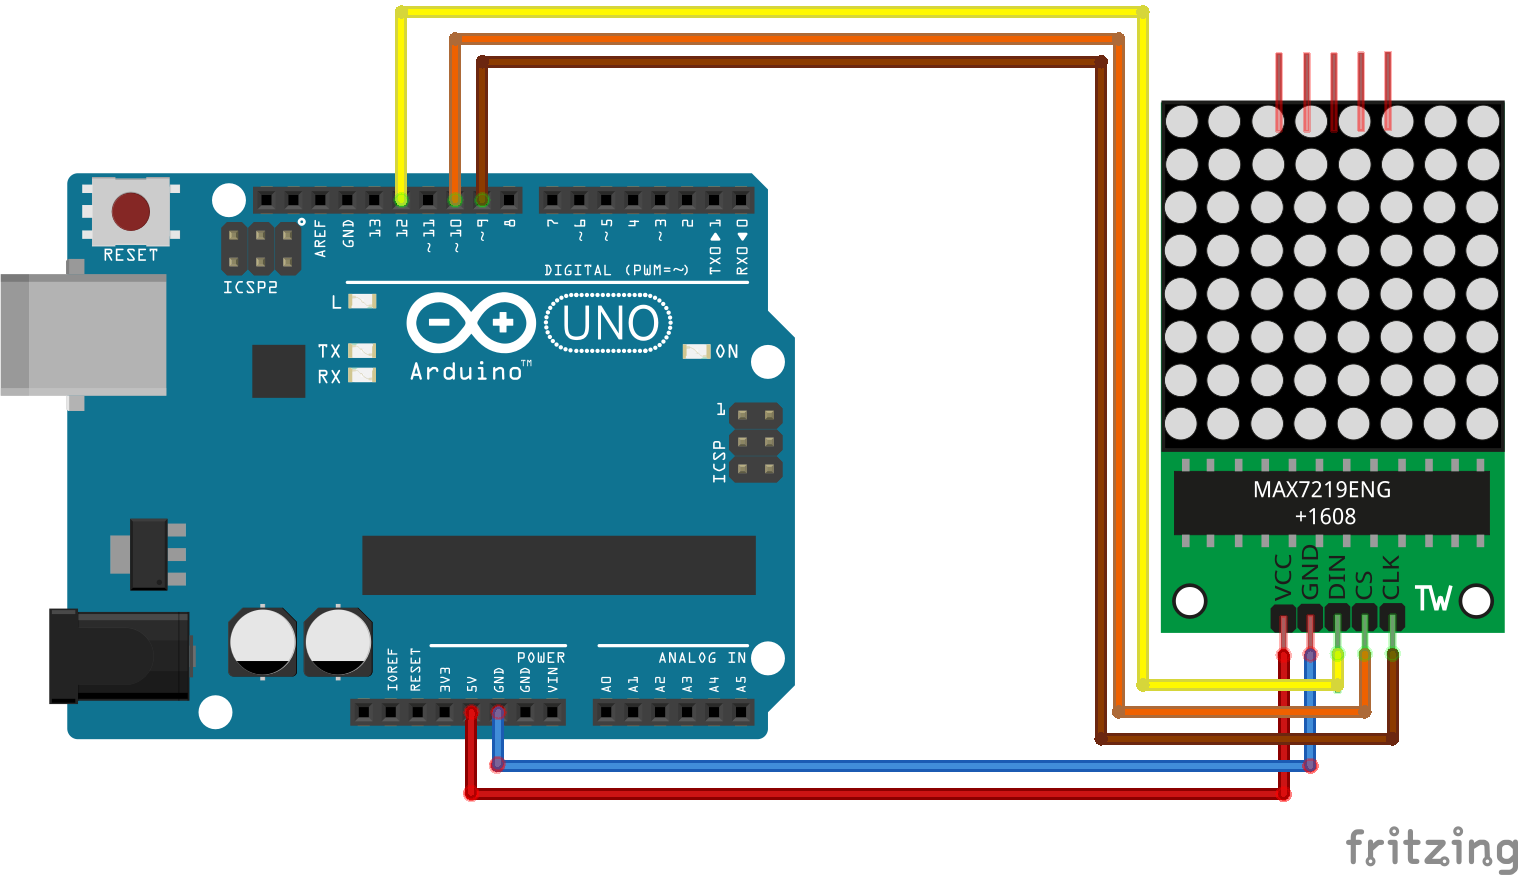 RESET
ICSP2
AREF
GND
13
12
~11
~10
~9
8
7
~6
~5
4
~3
2
TX0▶1
RX0◀0
DIGITAL (PWM=~)
L
TX
RX
Arduino™
UNO
ON
1
ICSP
MAX7219ENG
+1608
VCC
GND
DIN
CS
CLK
TW
POWER
ANALOG IN
IOREF
RESET
3V3
5V
GND
GND
VIN
A0
A1
A2
A3
A4
A5
fritzing